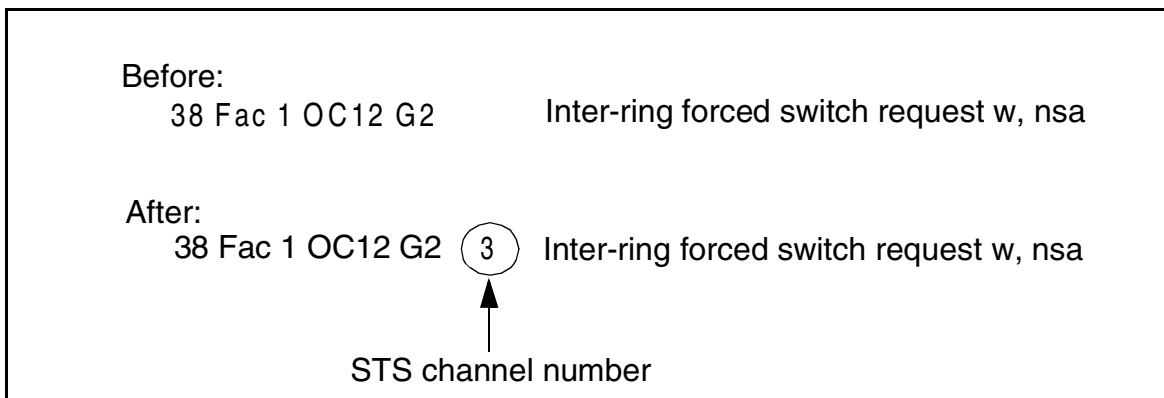 Before:
38 Fac 1 OC12 G2 Inter-ring forced switch request w, nsa
After:
38 Fac 1 OC12 G2 3 Inter-ring forced switch request w, nsa
STS channel number